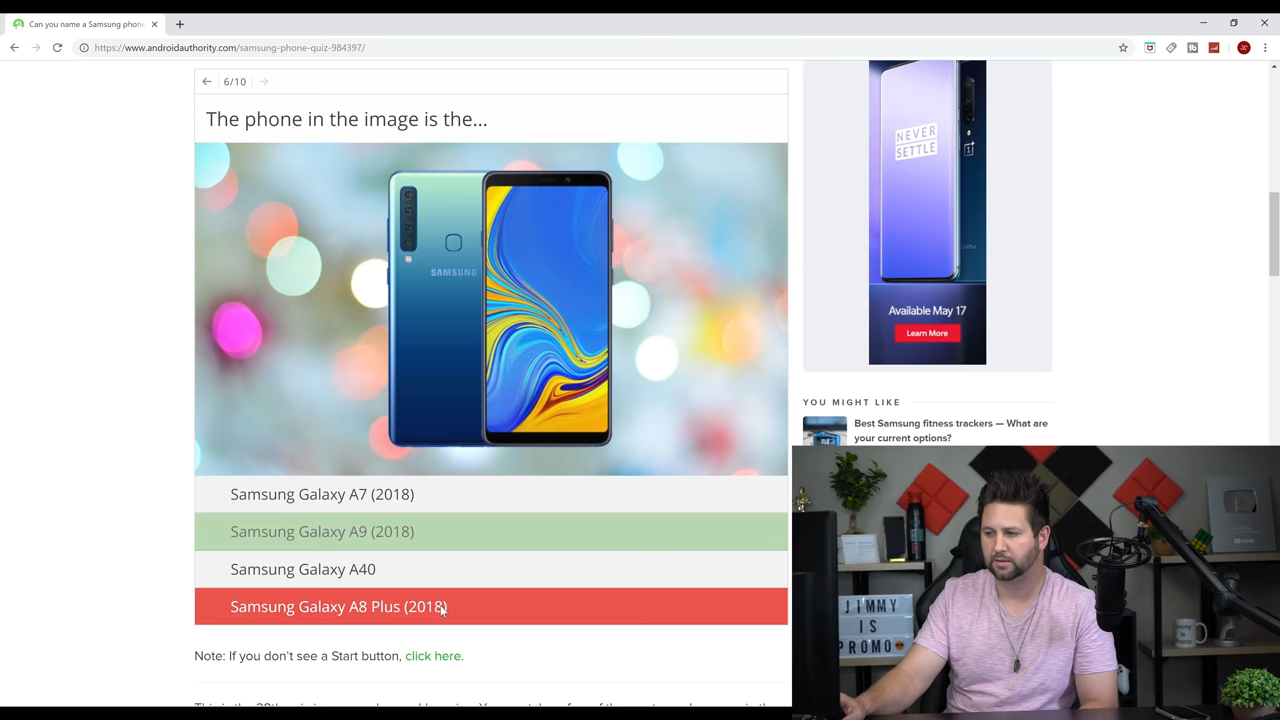 Can you name a Samsung phone
https://www.androidauthority.com/samsung-phone-quiz-984397/
6/10
The phone in the image is the...
SAMSUNG
Samsung Galaxy A7 (2018)
Samsung Galaxy A9 (2018)
Samsung Galaxy A40
Samsung Galaxy A8 Plus (2018)
Note: If you don't see a Start button, click here.
NEVER
SETTLE
Available May 17
Learn More
YOU MIGHT LIKE
Best Samsung fitness trackers — What are
your current options?
JIMMY
IS
PROMO